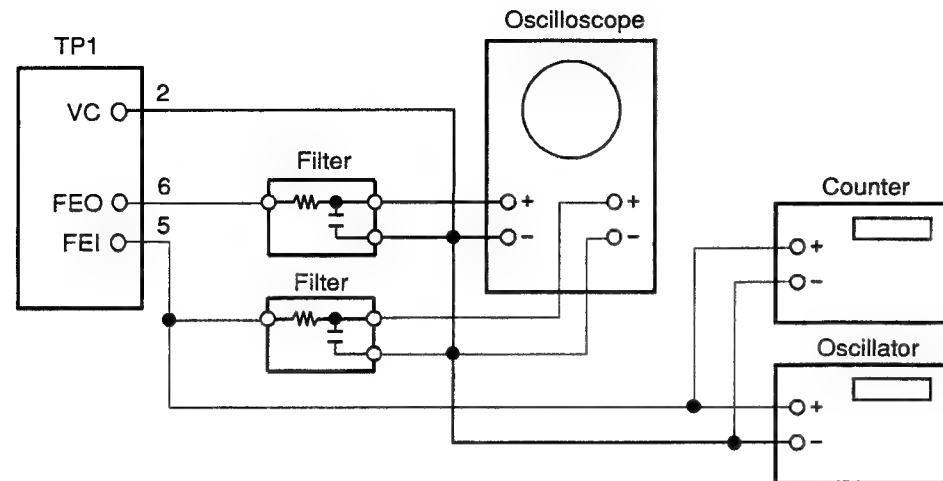 Oscilloscope
TP1
VC 2
Filter
FEO 6
+ +
Counter
FEI 5
- -
+
Filter
-
Oscillator
+
-